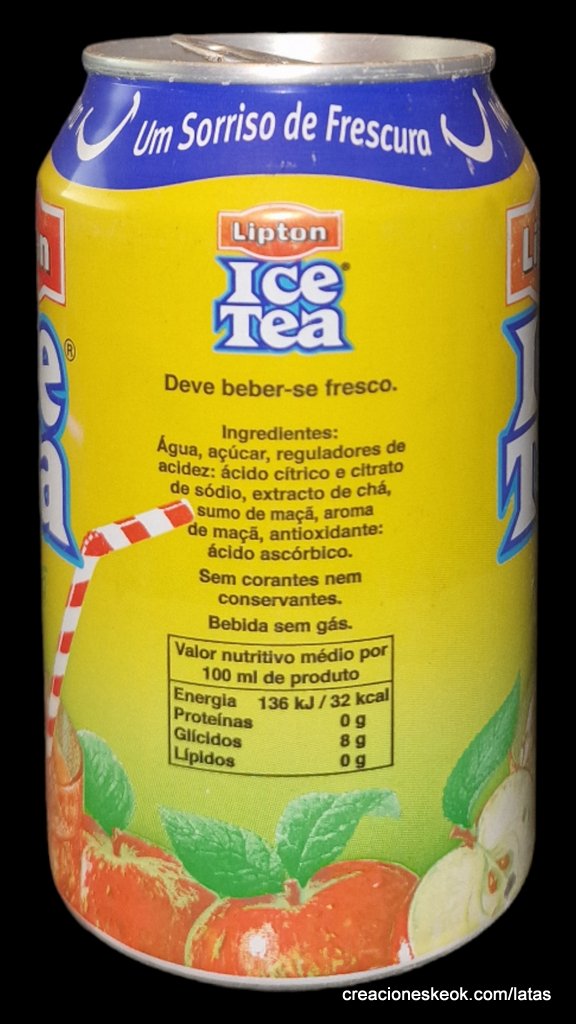 Um Sorriso de Frescura
Lipton
ICe
Tea
Deve beber-se fresco.
Ingredientes:
Água, açúcar, reguladores de
acidez: ácido cítrico e citrato
de sódio, extracto de chá,
sumo de maçã, aroma
de maçã, antioxidante:
ácido ascórbico.
Sem corantes nem
conservantes.
Bebida sem gás.
Valor nutritivo médio por
100 ml de produto
Energia 136 kJ / 32 kcal
Proteínas 0 g
Glícidos 8 g
Lípidos 0 g
creacioneskeok.com/latas